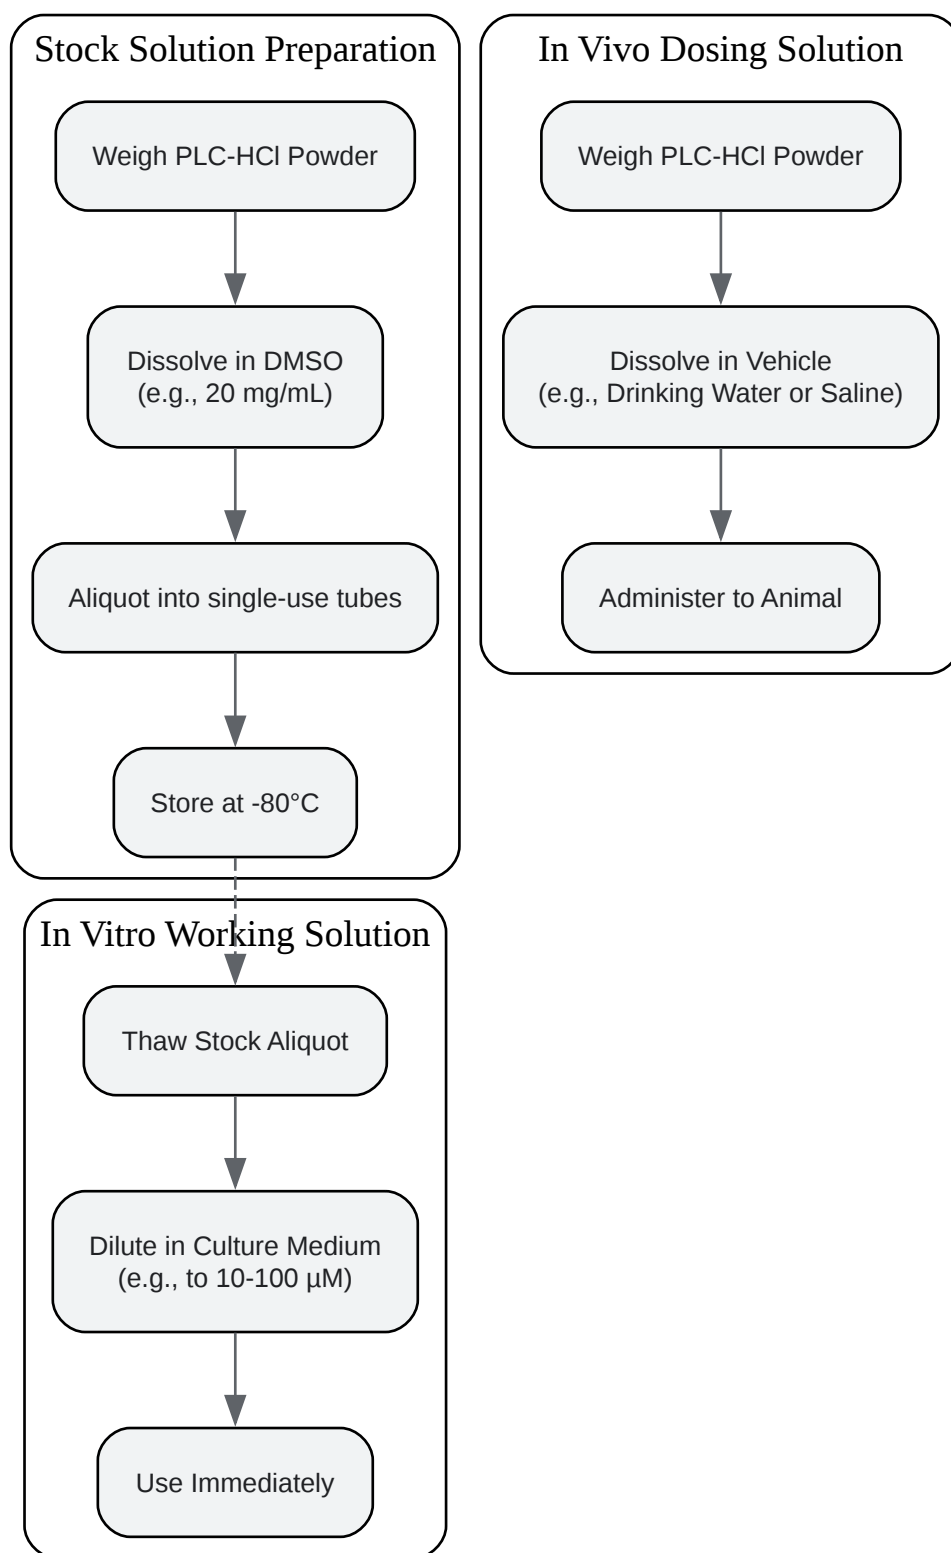 Stock Solution Preparation
Weigh PLC-HCl Powder
Dissolve in DMSO
(e.g., 20 mg/mL)
Aliquot into single-use tubes
Store at -80°C
In Vitro Working Solution
Thaw Stock Aliquot
Dilute in Culture Medium
(e.g., to 10-100 µM)
Use Immediately
In Vivo Dosing Solution
Weigh PLC-HCl Powder
Dissolve in Vehicle
(e.g., Drinking Water or Saline)
Administer to Animal